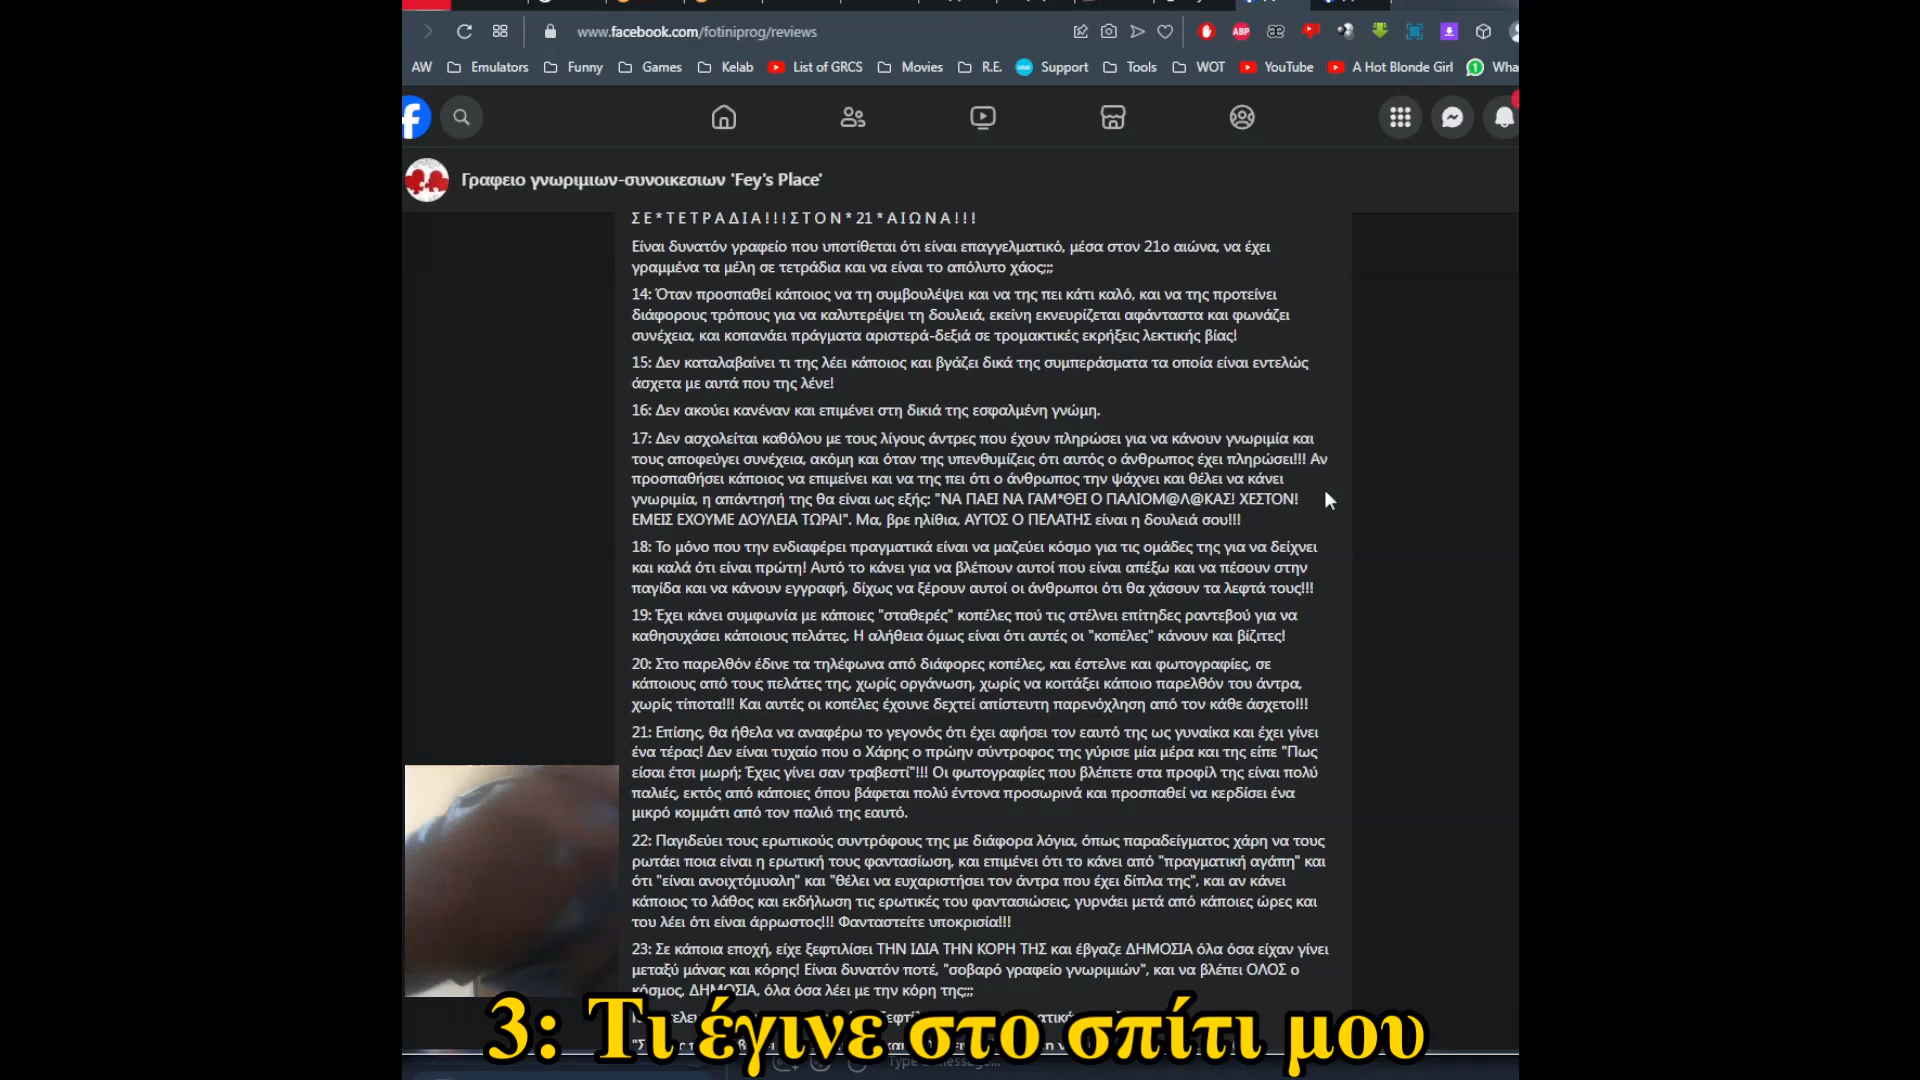 www.facebook.com/fotiniprog/reviews
ABP
AW Emulators Funny Games Kelab List of GRCS Movies R.E. Support Tools WOT YouTube A Hot Blonde Girl
Γραφειο γνωριμιων-συνοικεσιων 'Fey's Place'
Σ Ε * Τ Ε Τ Ρ Α Δ Ι Α ! ! ! Σ Τ Ο Ν * 21 * Α Ι Ω Ν Α ! ! !
Είναι δυνατόν γραφείο που υποτίθεται ότι είναι επαγγελματικό, μέσα στον 21ο αιώνα, να έχει
γραμμένα τα μέλη σε τετράδια και να είναι το απόλυτο χάος;;;
14: Όταν προσπαθεί κάποιος να τη συμβουλέψει και να της πει κάτι καλό, και να της προτείνει
διάφορους τρόπους για να καλυτερέψει τη δουλειά, εκείνη εκνευρίζεται αφάνταστα και φωνάζει
συνέχεια, και κοπανάει πράγματα αριστερά-δεξιά σε τρομακτικές εκρήξεις λεκτικής βίας!
15: Δεν καταλαβαίνει τι της λέει κάποιος και βγάζει δικά της συμπεράσματα τα οποία είναι εντελώς
άσχετα με αυτά που της λένε!
16: Δεν ακούει κανέναν και επιμένει στη δικιά της εσφαλμένη γνώμη.
17: Δεν ασχολείται καθόλου με τους λίγους άντρες που έχουν πληρώσει για να κάνουν γνωριμία και
τους αποφεύγει συνέχεια, ακόμη και όταν της υπενθυμίζεις ότι αυτός ο άνθρωπος έχει πληρώσει!!! Αν
προσπαθήσει κάποιος να επιμείνει και να της πει ότι ο άνθρωπος την ψάχνει και θέλει να κάνει
γνωριμία, η απάντησή της θα είναι ως εξής: "ΝΑ ΠΑΕΙ ΝΑ ΓΑΜ*ΘΕΙ Ο ΠΑΛΙΟΜ@Λ@ΚΑΣ! ΧΕΣΤΟΝ!
ΕΜΕΙΣ ΕΧΟΥΜΕ ΔΟΥΛΕΙΑ ΤΩΡΑ!". Μα, βρε ηλίθια, ΑΥΤΟΣ Ο ΠΕΛΑΤΗΣ είναι η δουλειά σου!!!
18: Το μόνο που την ενδιαφέρει πραγματικά είναι να μαζεύει κόσμο για τις ομάδες της για να δείχνει
και καλά ότι είναι πρώτη! Αυτό το κάνει για να βλέπουν αυτοί που είναι απέξω και να πέσουν στην
παγίδα και να κάνουν εγγραφή, δίχως να ξέρουν αυτοί οι άνθρωποι ότι θα χάσουν τα λεφτά τους!!!
19: Έχει κάνει συμφωνία με κάποιες "σταθερές" κοπέλες πού τις στέλνει επίτηδες ραντεβού για να
καθησυχάσει κάποιους πελάτες. Η αλήθεια όμως είναι ότι αυτές οι "κοπέλες" κάνουν και βίζιτες!
20: Στο παρελθόν έδινε τα τηλέφωνα από διάφορες κοπέλες, και έστελνε και φωτογραφίες, σε
κάποιους από τους πελάτες της, χωρίς οργάνωση, χωρίς να κοιτάξει κάποιο παρελθόν του άντρα,
χωρίς τίποτα!!! Και αυτές οι κοπέλες έχουνε δεχτεί απίστευτη παρενόχληση από τον κάθε άσχετο!!!
21: Επίσης, θα ήθελα να αναφέρω το γεγονός ότι έχει αφήσει τον εαυτό της ως γυναίκα και έχει γίνει
ένα τέρας! Δεν είναι τυχαίο που ο Χάρης ο πρώην σύντροφος της γύρισε μία μέρα και της είπε "Πως
είσαι έτσι μωρή; Έχεις γίνει σαν τραβεστί"!!! Οι φωτογραφίες που βλέπετε στα προφίλ της είναι πολύ
παλιές, εκτός από κάποιες όπου βάφεται πολύ έντονα προσωρινά και προσπαθεί να κερδίσει ένα
μικρό κομμάτι από τον παλιό της εαυτό.
22: Παγιδεύει τους ερωτικούς συντρόφους της με διάφορα λόγια, όπως παραδείγματος χάρη να τους
ρωτάει ποια είναι η ερωτική τους φαντασίωση, και επιμένει ότι το κάνει από "πραγματική αγάπη" και
ότι "είναι ανοιχτόμυαλη" και "θέλει να ευχαριστήσει τον άντρα που έχει δίπλα της", και αν κάνει
κάποιος το λάθος και εκδήλωση τις ερωτικές του φαντασιώσεις, γυρνάει μετά από κάποιες ώρες και
του λέει ότι είναι άρρωστος!!! Φανταστείτε υποκρισία!!!
23: Σε κάποια εποχή, είχε ξεφτιλίσει ΤΗΝ ΙΔΙΑ ΤΗΝ ΚΟΡΗ ΤΗΣ και έβγαζε ΔΗΜΟΣΙΑ όλα όσα είχαν γίνει
μεταξύ μάνας και κόρης! Είναι δυνατόν ποτέ, "σοβαρό γραφείο γνωριμιών", και να βλέπει ΟΛΟΣ ο
κόσμος, ΔΗΜΟΣΙΑ, όλα όσα λέει με την κόρη της;;;
3: Τι έγινε στο σπίτι μου